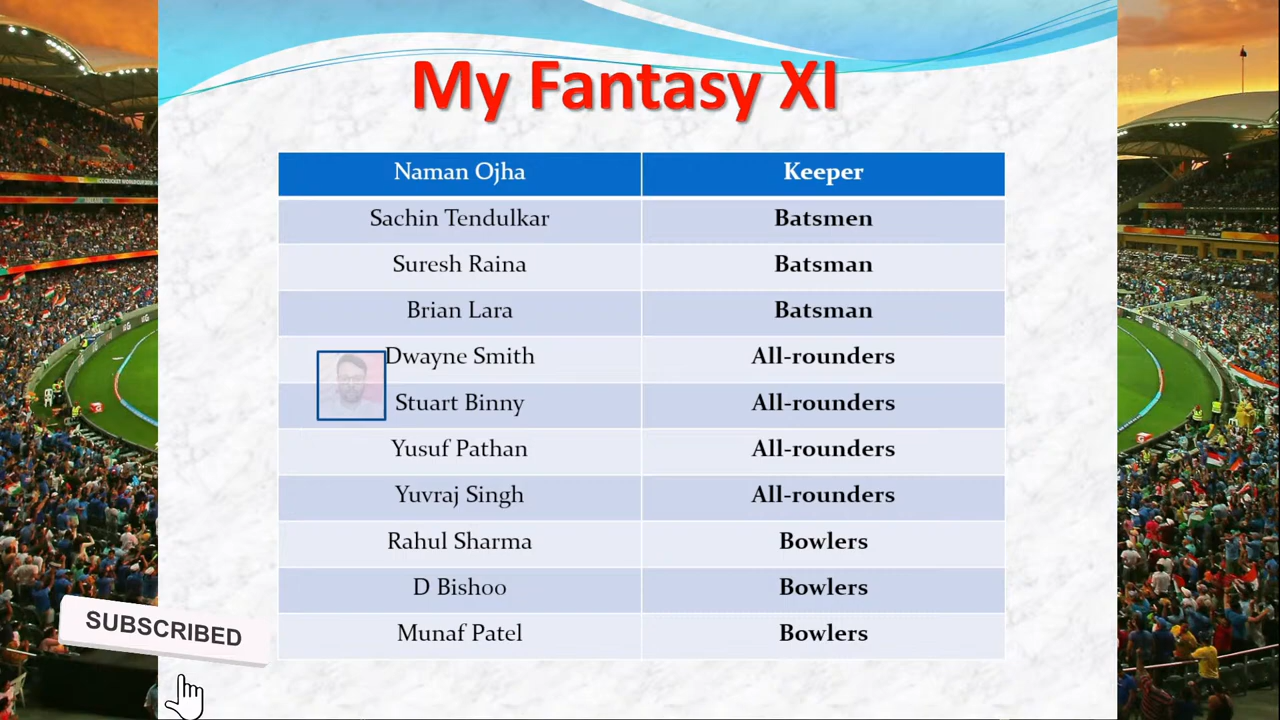 My Fantasy XI
Naman Ojha Keeper
Sachin Tendulkar Batsmen
Suresh Raina Batsman
Brian Lara Batsman
Dwayne Smith All-rounders
Stuart Binny All-rounders
Yusuf Pathan All-rounders
Yuvraj Singh All-rounders
Rahul Sharma Bowlers
D Bishoo Bowlers
Munaf Patel Bowlers
SUBSCRIBED